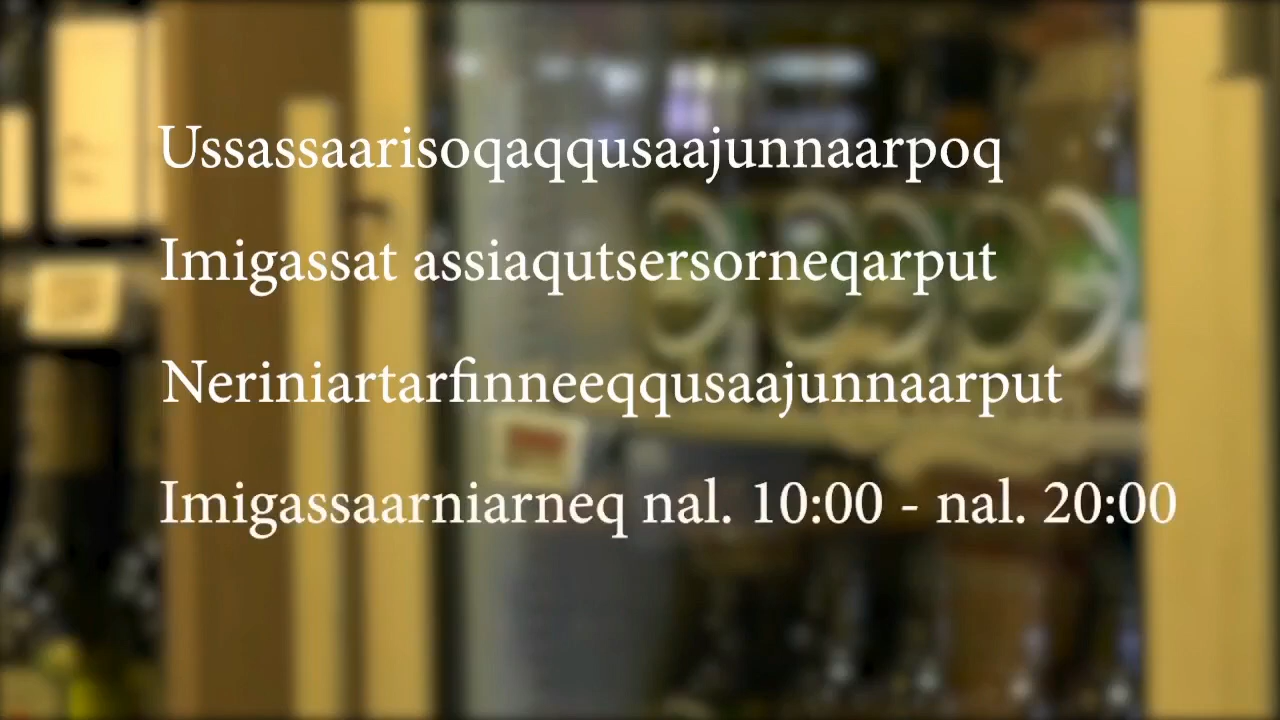 Ussassaarisoqaqqusaajunnaarpoq
Imigassat assiaqutsersorneqarput
Neriniartarfinneeqqusaajunnaarput
Imigassaarniarneq nal. 10:00 - nal. 20:00